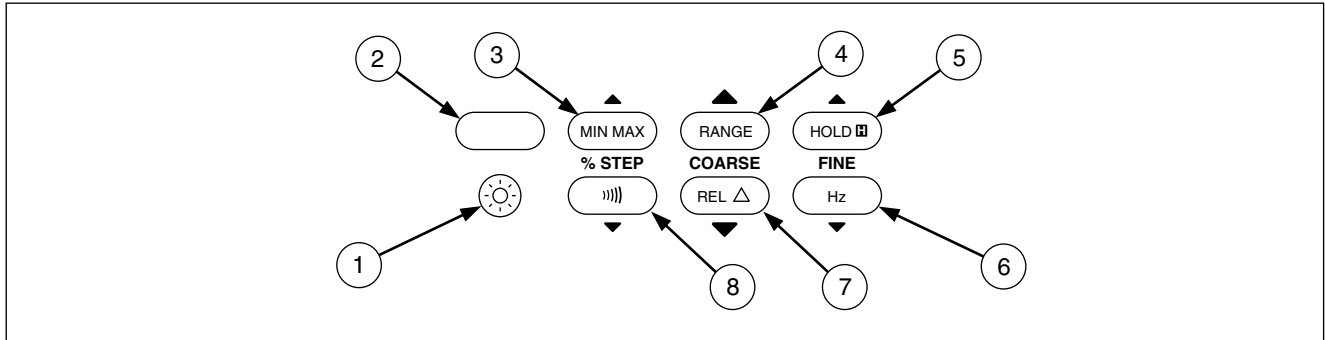 2 3 4 5
MIN MAX RANGE HOLD H
% STEP COARSE FINE
REL △ Hz
1 8 7 6